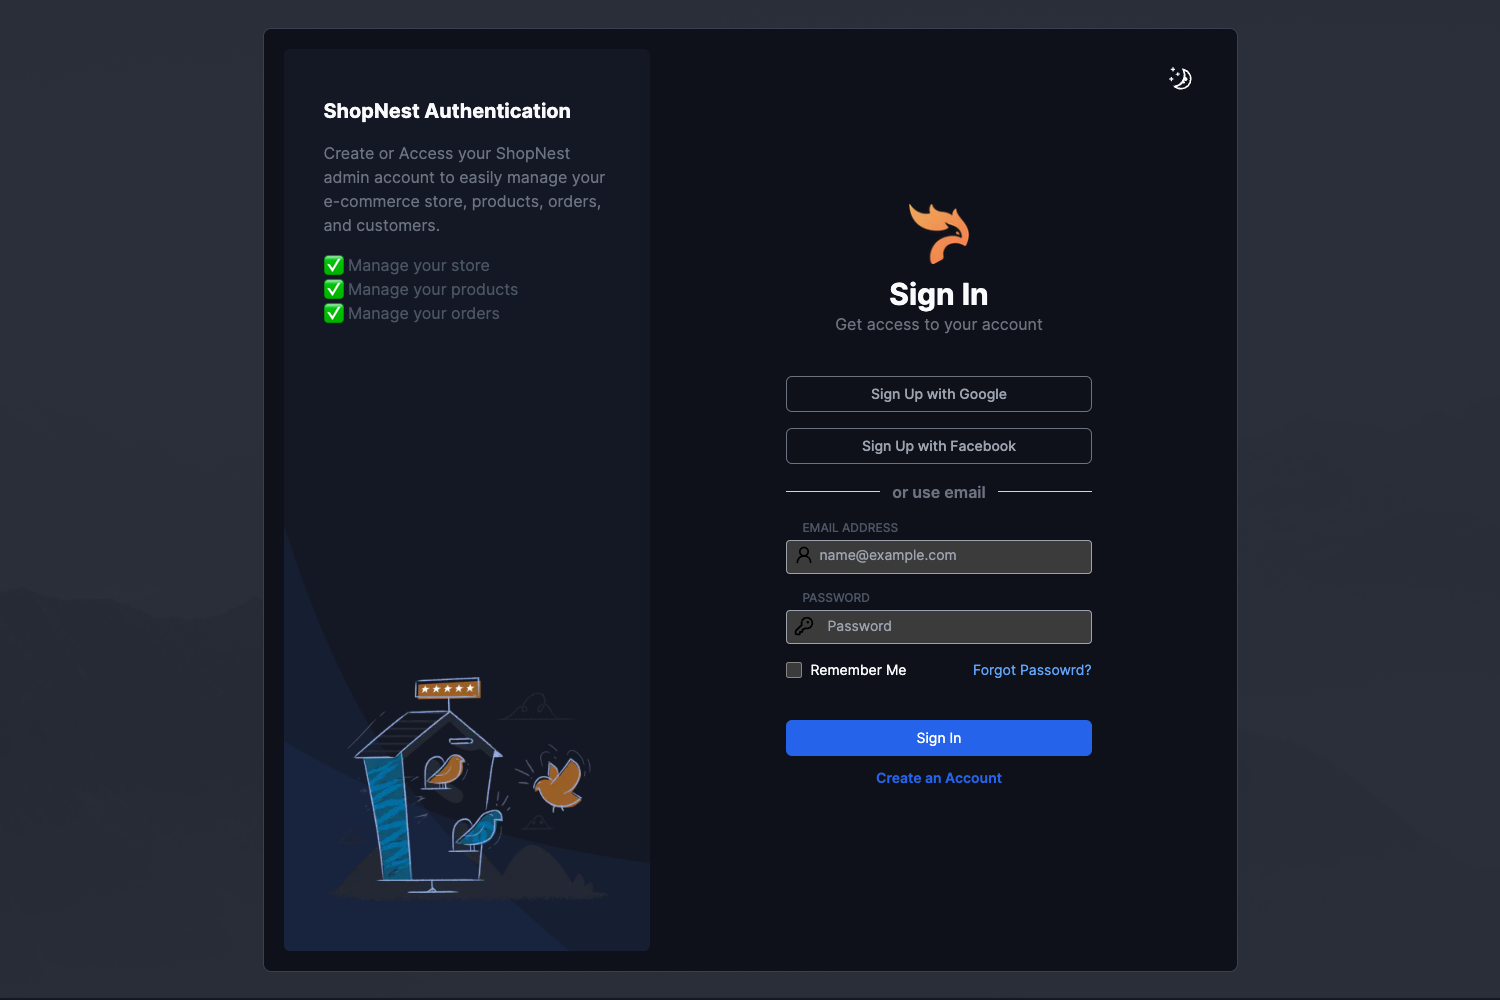 ShopNest Authentication
Create or Access your ShopNest
admin account to easily manage your
e-commerce store, products, orders,
and customers.
✅ Manage your store
✅ Manage your products
✅ Manage your orders
Sign In
Get access to your account
Sign Up with Google
Sign Up with Facebook
or use email
EMAIL ADDRESS
name@example.com
PASSWORD
Password
Remember Me
Forgot Passowrd?
Sign In
Create an Account